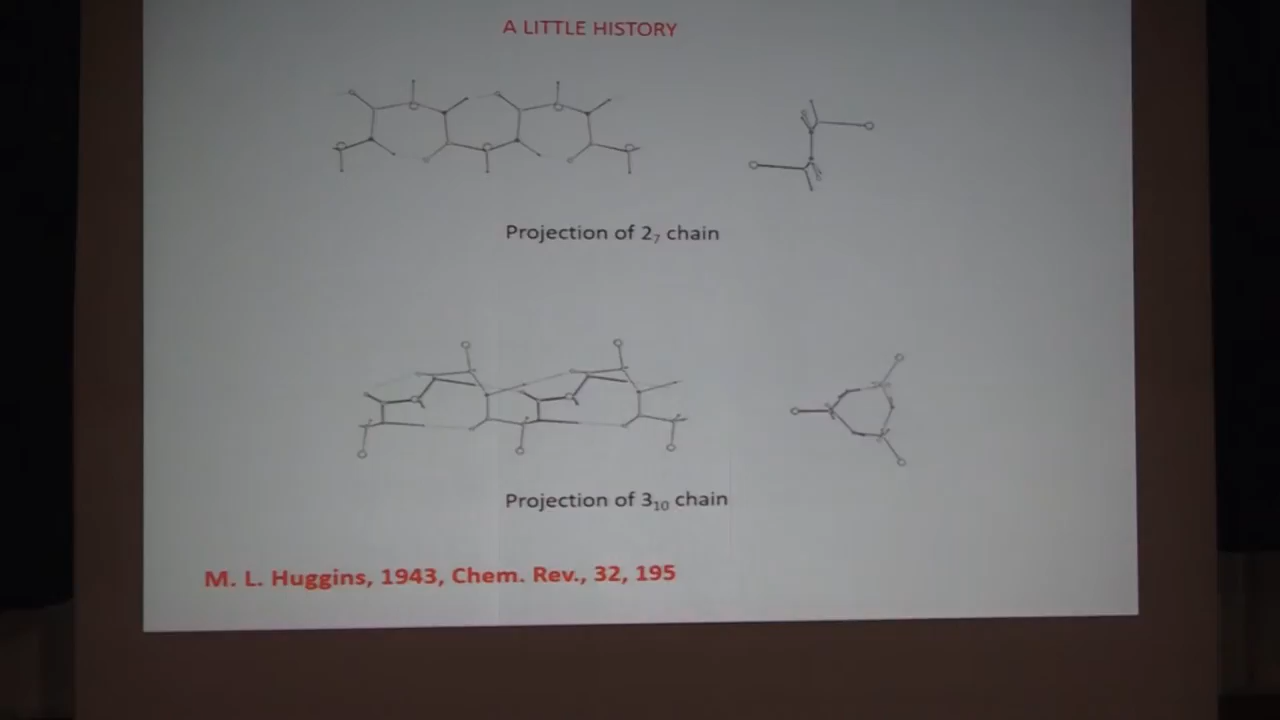 A LITTLE HISTORY
Projection of 2₇ chain
Projection of 3₁₀ chain
M. L. Huggins, 1943, Chem. Rev., 32, 195